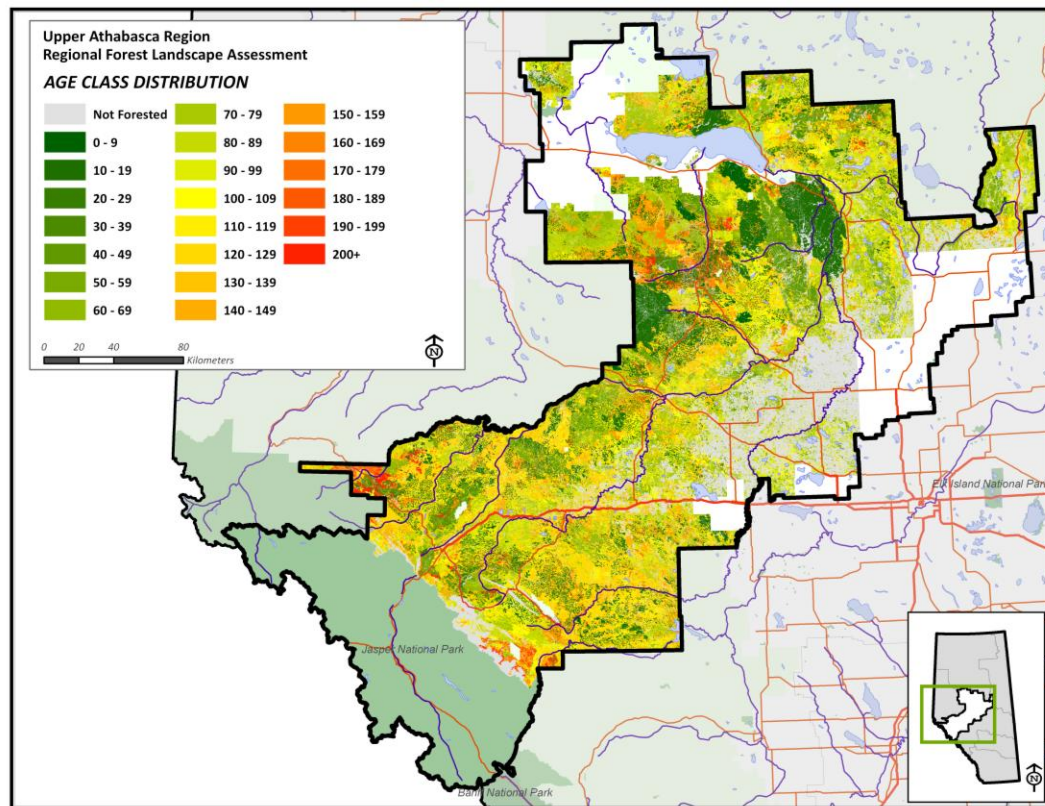 Upper Athabasca Region
Regional Forest Landscape Assessment
AGE CLASS DISTRIBUTION
Not Forested
0 - 9
10 - 19
20 - 29
30 - 39
40 - 49
50 - 59
60 - 69
70 - 79
80 - 89
90 - 99
100 - 109
110 - 119
120 - 129
130 - 139
140 - 149
150 - 159
160 - 169
170 - 179
180 - 189
190 - 199
200+
0 20 40 80
Kilometers
N
Elk Island National Park
Jasper National Park
Banff National Park
N